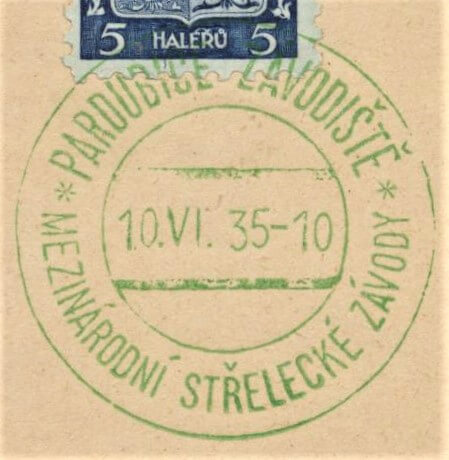 5 HALÉŘŮ 5
PARDUBICE ZÁVODIŠTĚ
10.VI. 35-10
* MEZINÁRODNÍ STŘELECKÉ ZÁVODY *